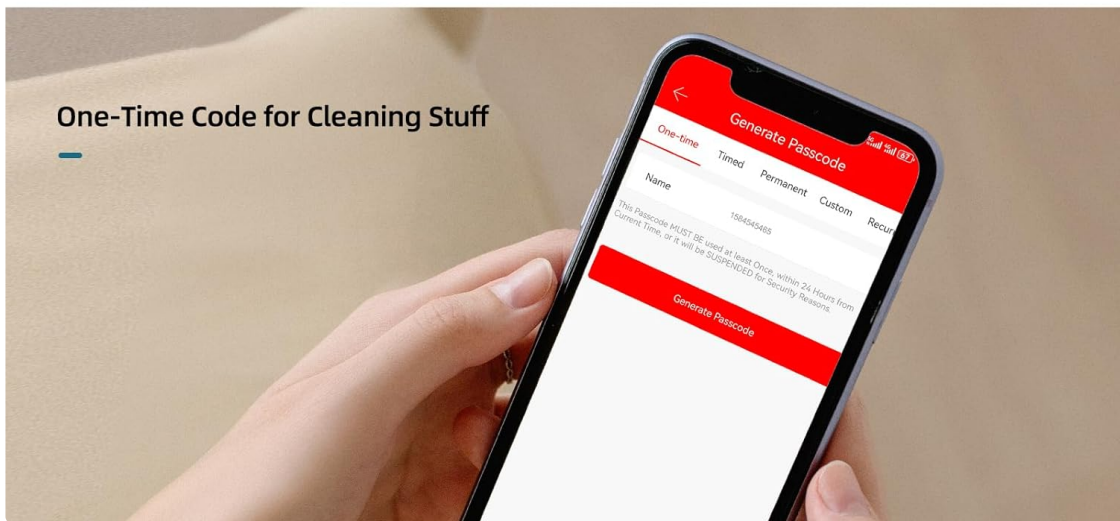 One-Time Code for Cleaning Stuff
Generate Passcode
One-time Timed Permanent Custom Recur
Name 1564545465
This Passcode MUST BE used at least Once, within 24 Hours from
Current Time, or it will be SUSPENDED for Security Reasons.
Generate Passcode